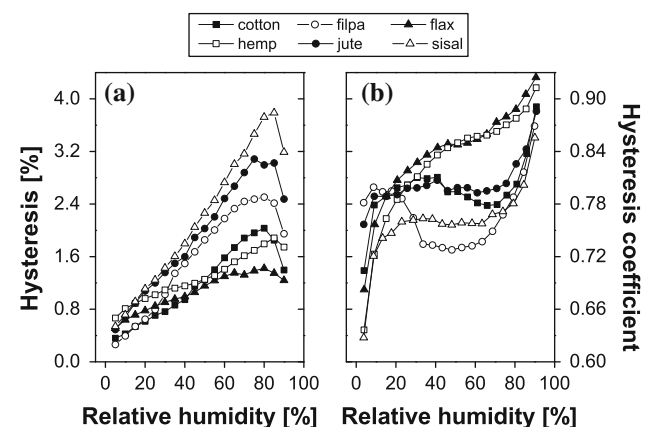 cotton filpa flax
hemp jute sisal
(a) (b)
4.0
3.2
2.4
1.6
0.8
0.0
0.90
0.84
0.78
0.72
0.66
0.60
Hysteresis [%]
Hysteresis coefficient
0 20 40 60 80 100 0 20 40 60 80 100
Relative humidity [%] Relative humidity [%]